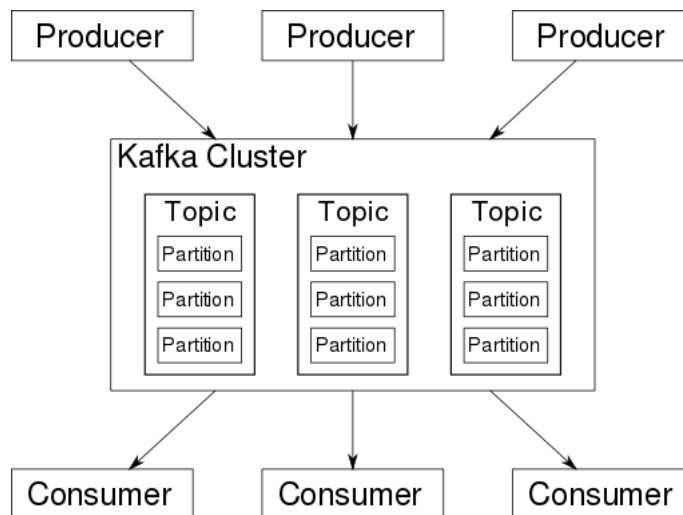 Producer
Producer
Producer
Kafka Cluster
Topic
Topic
Topic
Partition
Partition
Partition
Partition
Partition
Partition
Partition
Partition
Partition
Consumer
Consumer
Consumer